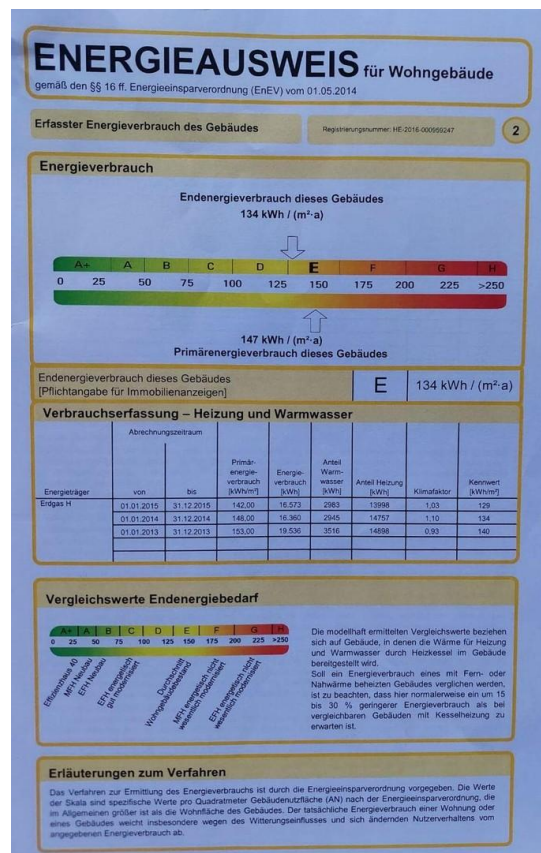 ENERGIEAUSWEIS für Wohngebäude
gemäß den §§ 16 ff. Energieeinsparverordnung (EnEV) vom 01.05.2014
Erfasster Energieverbrauch des Gebäudes
Registrierungsnummer: HE-2016-000959247
2
Energieverbrauch
Endenergieverbrauch dieses Gebäudes
134 kWh / (m²·a)
A+ A B C D E F G H
0 25 50 75 100 125 150 175 200 225 >250
147 kWh / (m²·a)
Primärenergieverbrauch dieses Gebäudes
Endenergieverbrauch dieses Gebäudes
[Pflichtangabe für Immobilienanzeigen]
E
134 kWh / (m²·a)
Verbrauchserfassung – Heizung und Warmwasser
Abrechnungszeitraum
Energieträger
von
bis
Primär-
energie-
verbrauch
[kWh/m²]
Energie-
verbrauch
[kWh]
Anteil
Warm-
wasser
[kWh]
Anteil Heizung
[kWh]
Klimafaktor
Kennwert
[kWh/m²]
Erdgas H 01.01.2015 31.12.2015 142,00 16.573 2983 13998 1,03 129
01.01.2014 31.12.2014 148,00 16.360 2945 14757 1,10 134
01.01.2013 31.12.2013 153,00 19.536 3516 14898 0,93 140
Vergleichswerte Endenergiebedarf
A+ A B C D E F G H
0 25 50 75 100 125 150 175 200 225 >250
Effizienzhaus 40
MFH Neubau
EFH Neubau
EFH energetisch
gut modernisiert
Durchschnitt
Wohngebäudebestand
MFH energetisch nicht
wesentlich modernisiert
EFH energetisch nicht
wesentlich modernisiert
Die modellhaft ermittelten Vergleichswerte beziehen
sich auf Gebäude, in denen die Wärme für Heizung
und Warmwasser durch Heizkessel im Gebäude
bereitgestellt wird.
Soll ein Energieverbrauch eines mit Fern- oder
Nahwärme beheizten Gebäudes verglichen werden,
ist zu beachten, dass hier normalerweise ein um 15
bis 30 % geringerer Energieverbrauch als bei
vergleichbaren Gebäuden mit Kesselheizung zu
erwarten ist.
Erläuterungen zum Verfahren
Das Verfahren zur Ermittlung des Energieverbrauchs ist durch die Energieeinsparverordnung vorgegeben. Die Werte
der Skala sind spezifische Werte pro Quadratmeter Gebäudenutzfläche (AN) nach der Energieeinsparverordnung, die
im Allgemeinen größer ist als die Wohnfläche des Gebäudes. Der tatsächliche Energieverbrauch einer Wohnung oder
eines Gebäudes weicht insbesondere wegen des Witterungseinflusses und sich ändernden Nutzerverhaltens vom
angegebenen Energieverbrauch ab.